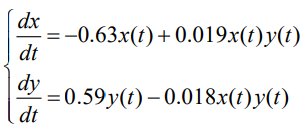 dx/dt = −0.63x(t) + 0.019x(t)y(t)
dy/dt = 0.59y(t) − 0.018x(t)y(t)